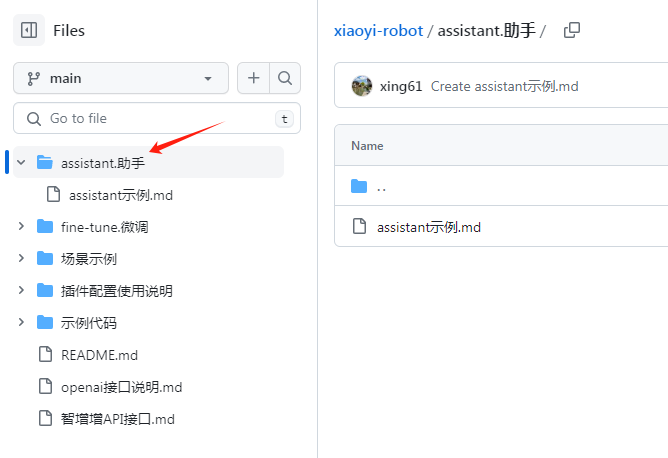 Files
main
Go to file
t
assistant.助手
assistant示例.md
fine-tune.微调
场景示例
插件配置使用说明
示例代码
README.md
openai接口说明.md
智增增API接口.md
xiaoyi-robot / assistant.助手 /
xing61 Create assistant示例.md
Name
..
assistant示例.md